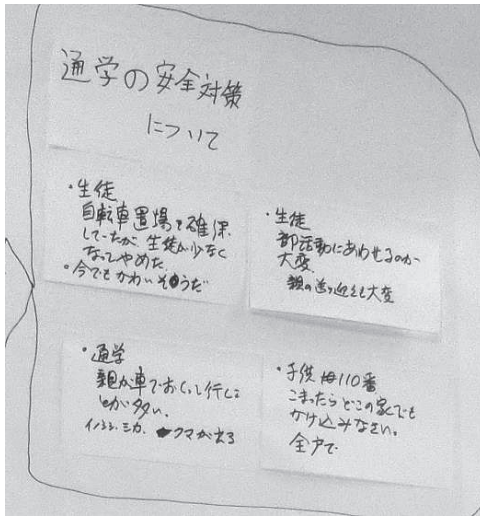 通学の安全対策
について
・生徒
自転車置場を確保
していたが、生徒が少なく
なってやめた
・今でもかわいそうだ
・生徒
部活動にあわせるのが
大変
親の送り迎えも大変
・通学
親が車でおくって行くこ
とが多い。
イノシシ、シカ、クマが出る
・子供母110番
こまったらどこの家でも
かけ込みなさい。
全戸で